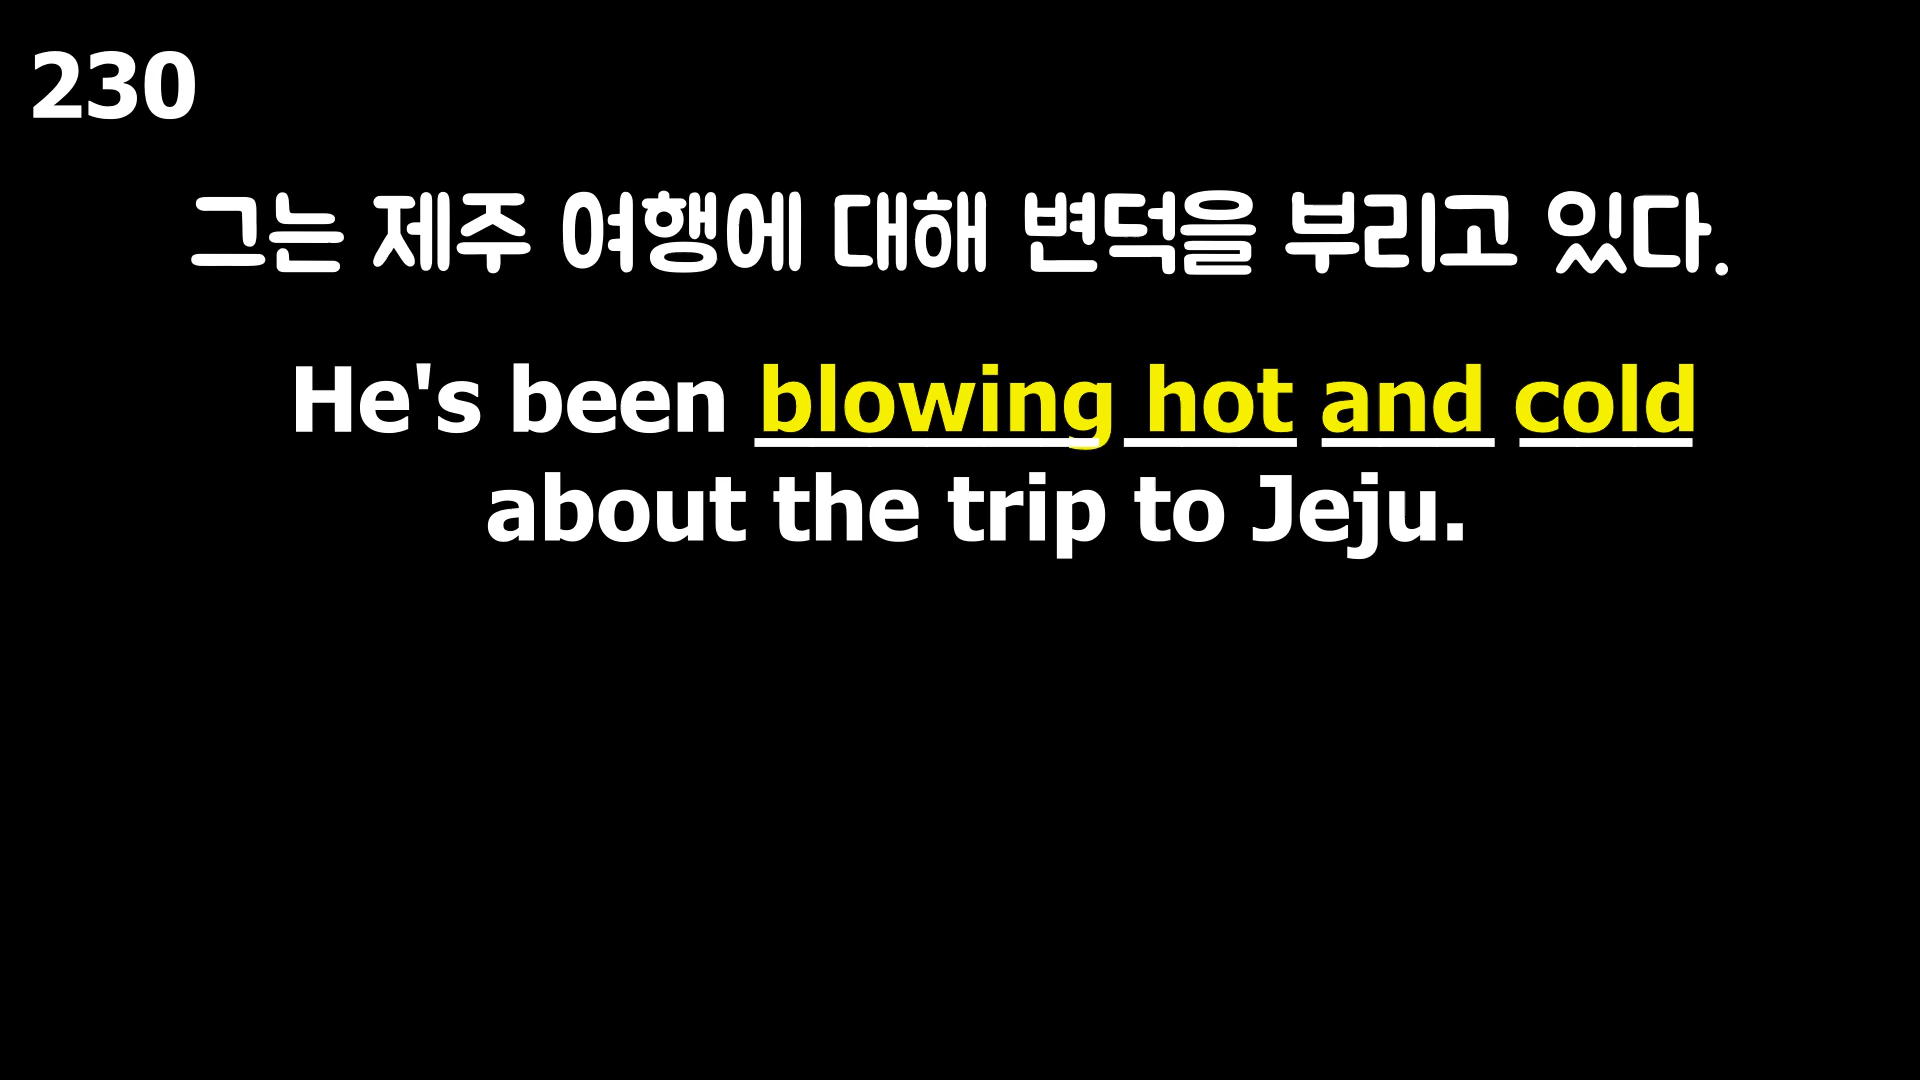 230
그는 제주 여행에 대해 변덕을 부리고 있다.
He's been blowing hot and cold
about the trip to Jeju.